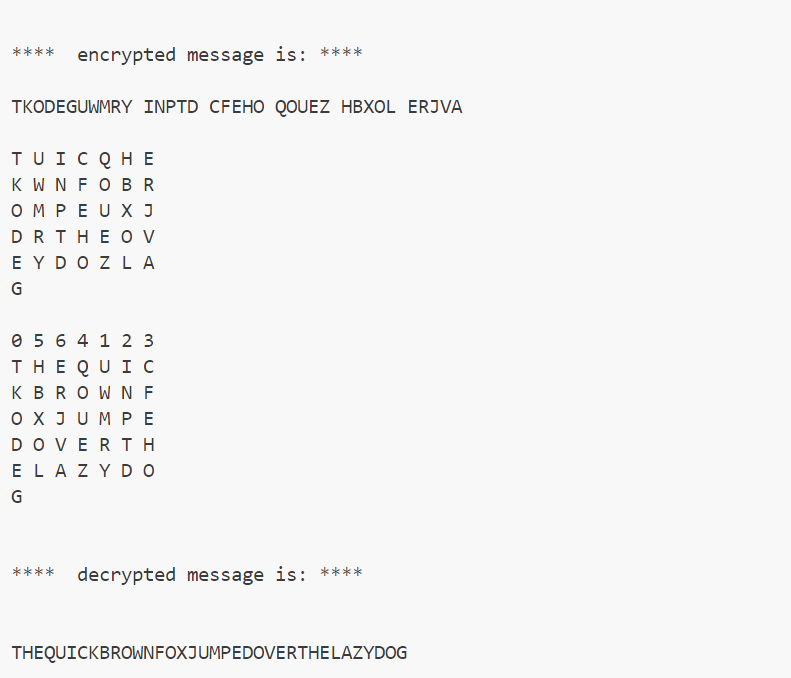 **** encrypted message is: ****
TKODEGUWMRY INPTD CFEHO QOUEZ HBXOL ERJVA
T U I C Q H E
K W N F O B R
O M P E U X J
D R T H E O V
E Y D O Z L A
G
0 5 6 4 1 2 3
T H E Q U I C
K B R O W N F
O X J U M P E
D O V E R T H
E L A Z Y D O
G
**** decrypted message is: ****
THEQUICKBROWNFOXJUMPEDOVERTHELAZYDOG